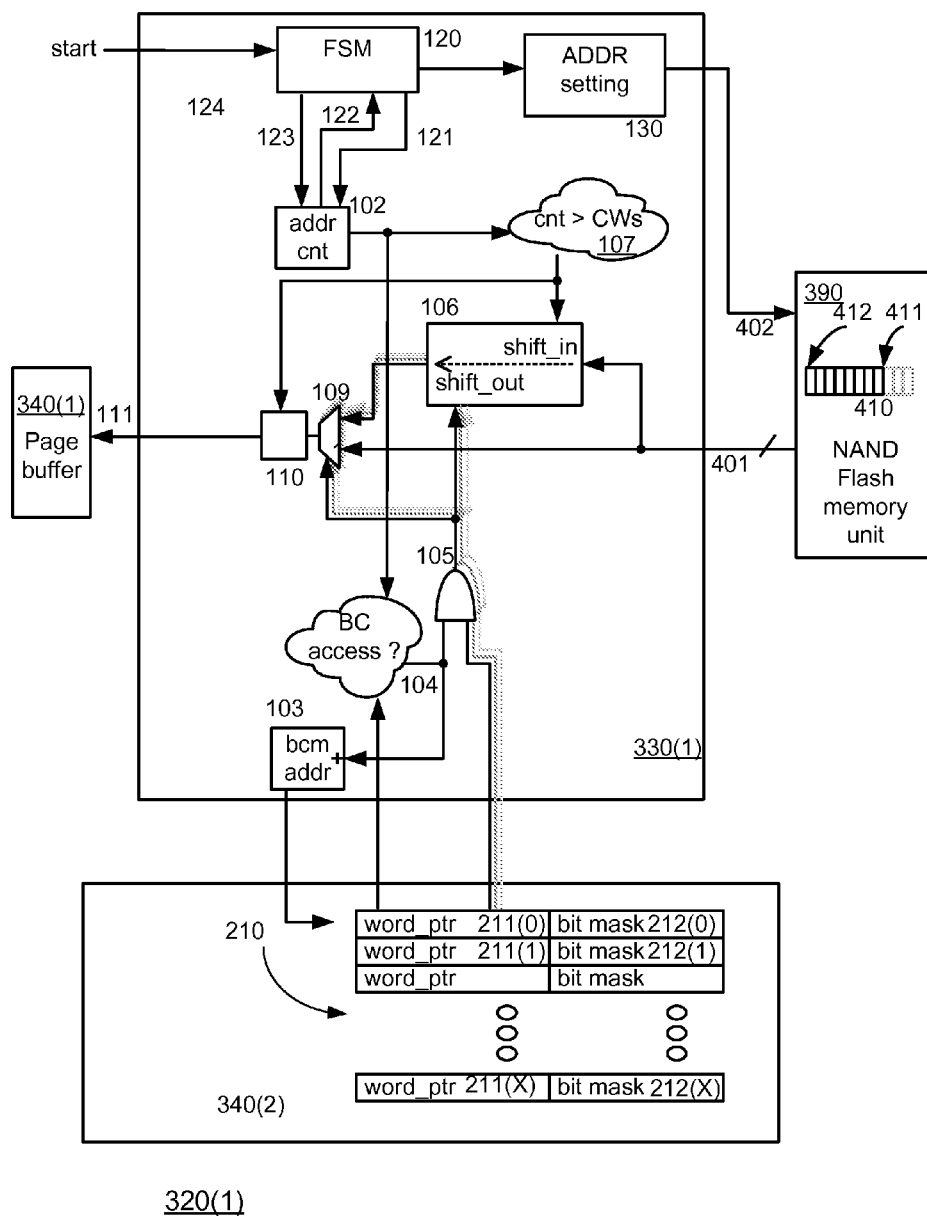 start
FSM
120
ADDR
setting
130
124
123
122
121
addr
cnt
102
cnt > CWs
107
390
412
411
410
NAND
Flash
memory
unit
402
401
106
shift_in
shift_out
109
110
111
340(1)
Page
buffer
105
BC
access ?
104
103
bcm
addr
+
330(1)
210
word_ptr 211(0) bit mask 212(0)
word_ptr 211(1) bit mask 212(1)
word_ptr bit mask
word_ptr 211(X) bit mask 212(X)
340(2)
320(1)